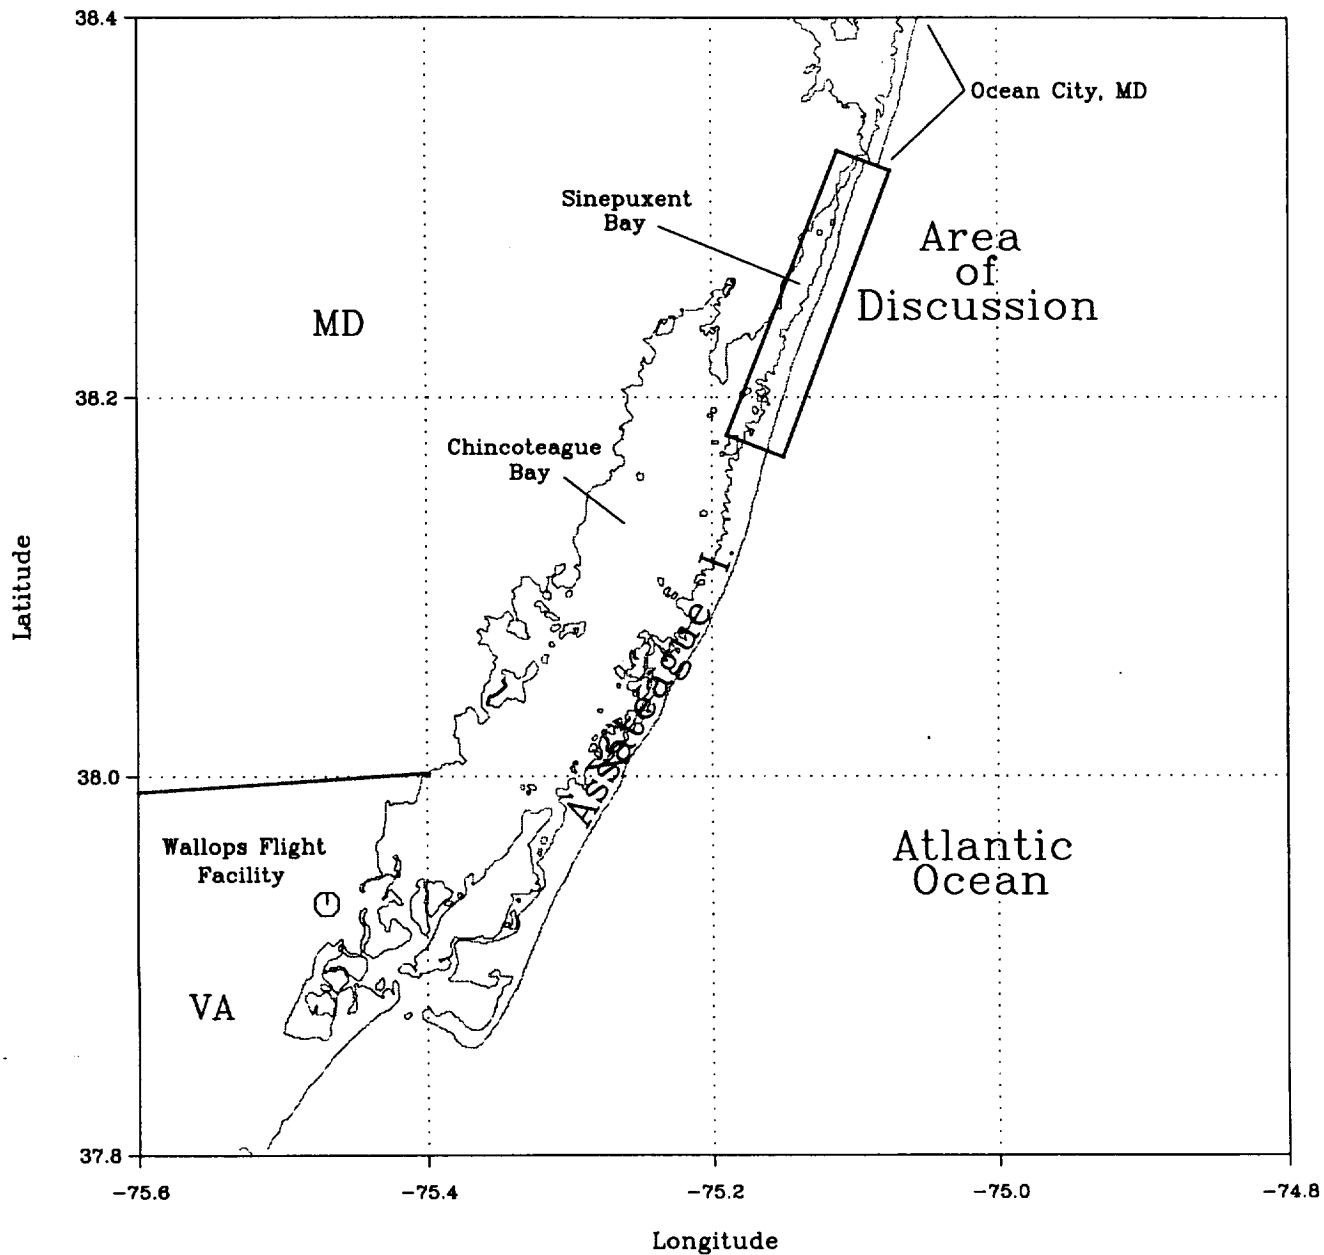 38.4
Ocean City, MD
Sinepuxent
Bay
Area
of
Discussion
MD
38.2
Chincoteague
Bay
Latitude
Assateague I.
38.0
Wallops Flight
Facility
Atlantic
Ocean
VA
37.8
-75.6
-75.4
-75.2
-75.0
-74.8
Longitude